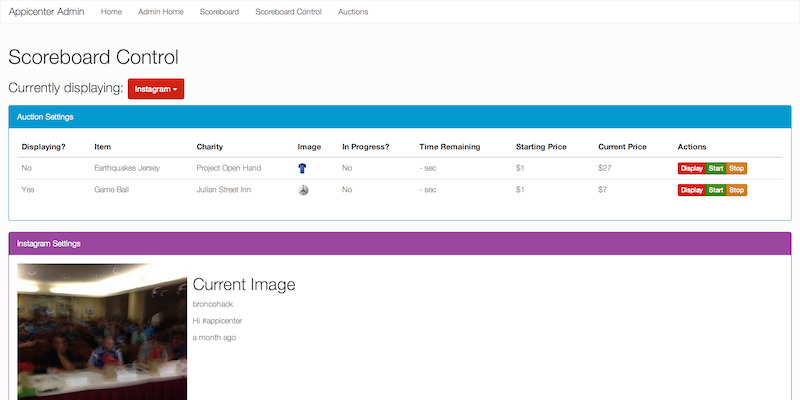 Appicenter Admin Home Admin Home Scoreboard Scoreboard Control Auctions
Scoreboard Control
Currently displaying: Instagram
Auction Settings
Displaying? Item Charity Image In Progress? Time Remaining Starting Price Current Price Actions
No Earthquakes Jersey Project Open Hand No - sec $1 $27 Display Start Stop
Yes Game Ball Julian Street Inn No - sec $1 $7 Display Start Stop
Instagram Settings
Current Image
broncohack
Hi #appicenter
a month ago